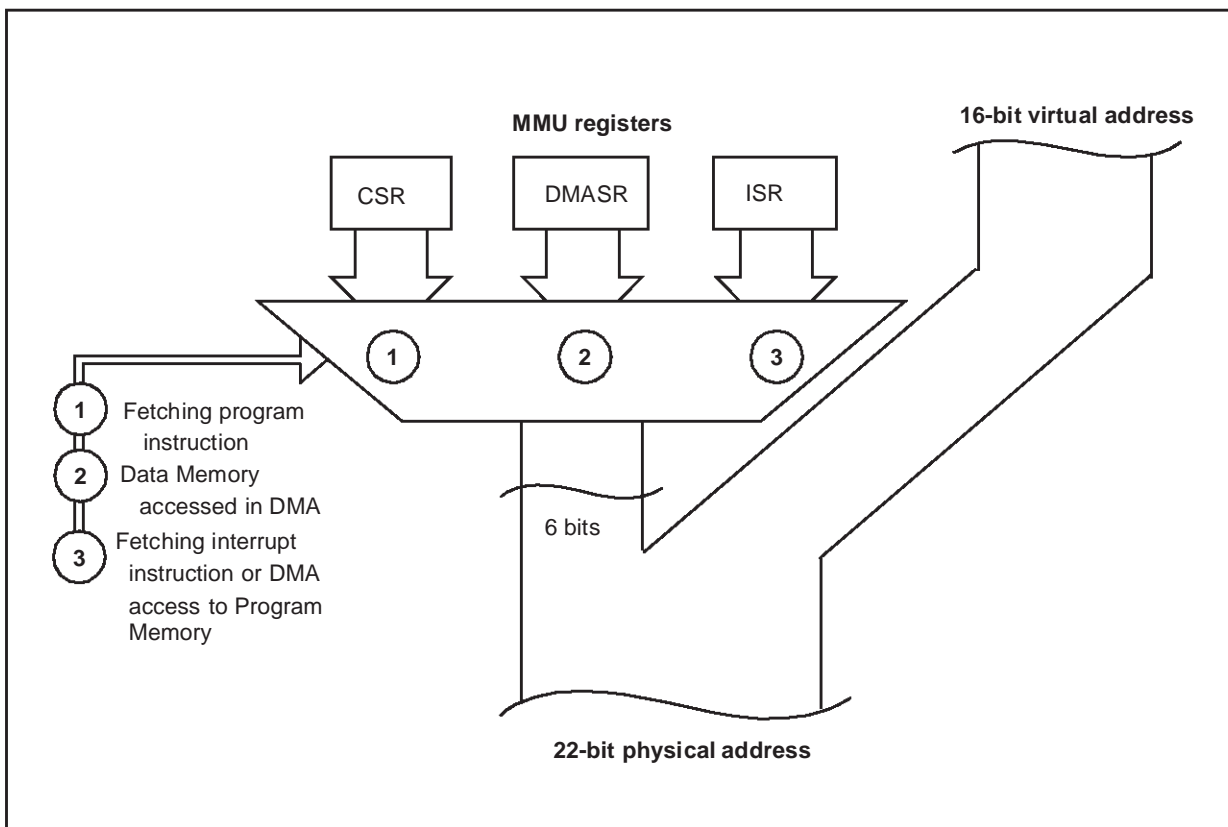 16-bit virtual address
MMU registers
CSR
DMASR
ISR
1
2
3
1
Fetching program
instruction
2
Data Memory
accessed in DMA
6 bits
3
Fetching interrupt
instruction or DMA
access to Program
Memory
22-bit physical address